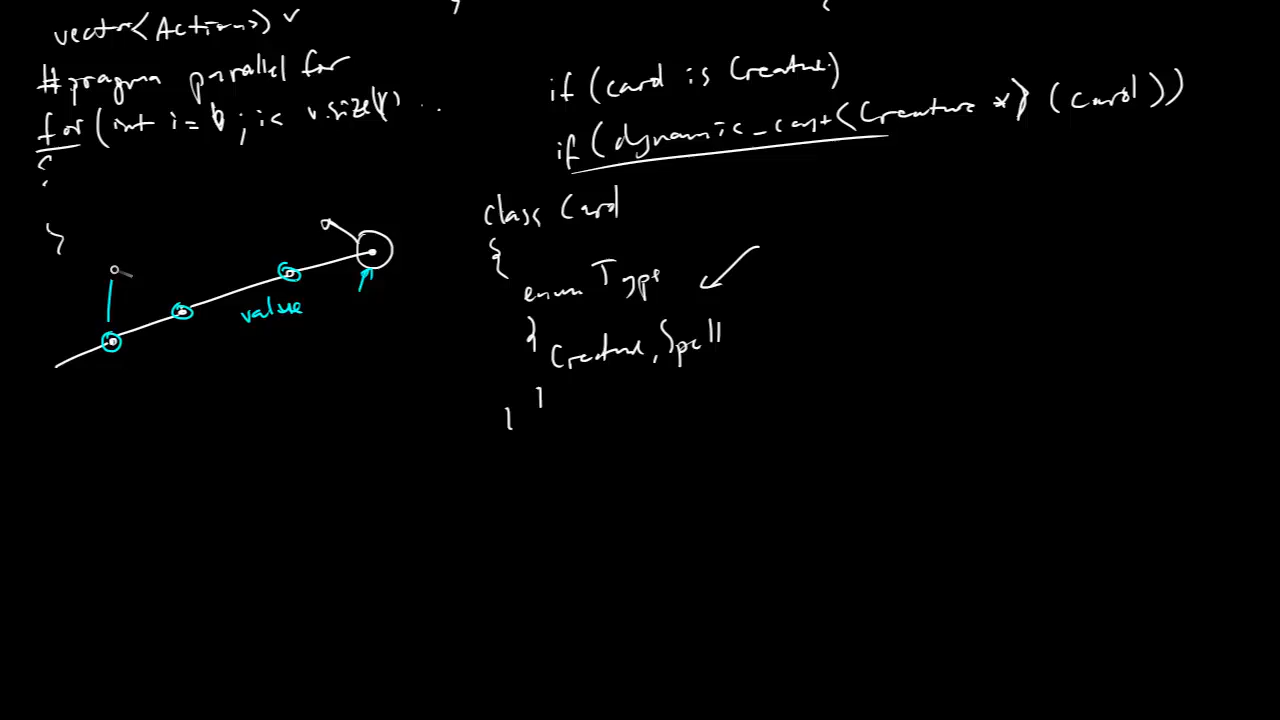 vector<Action> v
#pragma parallel for
for (int i=0; i< v.size() ..
{
}
value
if (card is Creature)
if (dynamic_cast<Creature *> (card))
class Card
{
enum Type
}
Creature, Spell